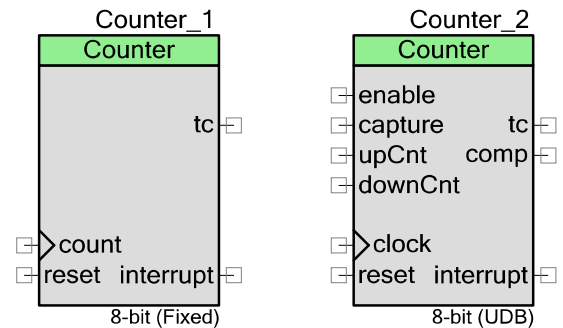 Counter_1
Counter
tc
count
reset interrupt
8-bit (Fixed)
Counter_2
Counter
enable
capture tc
upCnt comp
downCnt
clock
reset interrupt
8-bit (UDB)